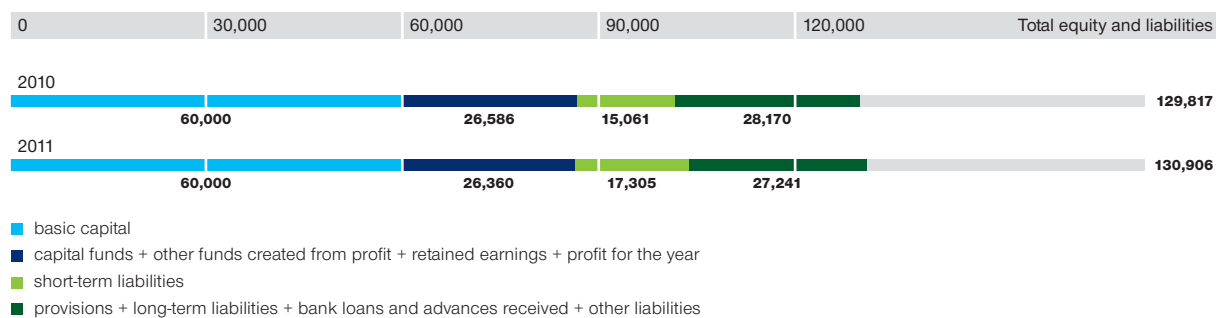 0 30,000 60,000 90,000 120,000 Total equity and liabilities
2010
129,817
60,000 26,586 15,061 28,170
2011
130,906
60,000 26,360 17,305 27,241
basic capital
capital funds + other funds created from profit + retained earnings + profit for the year
short-term liabilities
provisions + long-term liabilities + bank loans and advances received + other liabilities